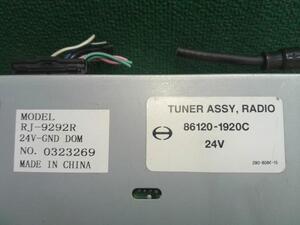 MODEL
RJ-9292R
24V-GND DOM
NO. 0323269
MADE IN CHINA
TUNER ASSY, RADIO
86120-1920C
24V